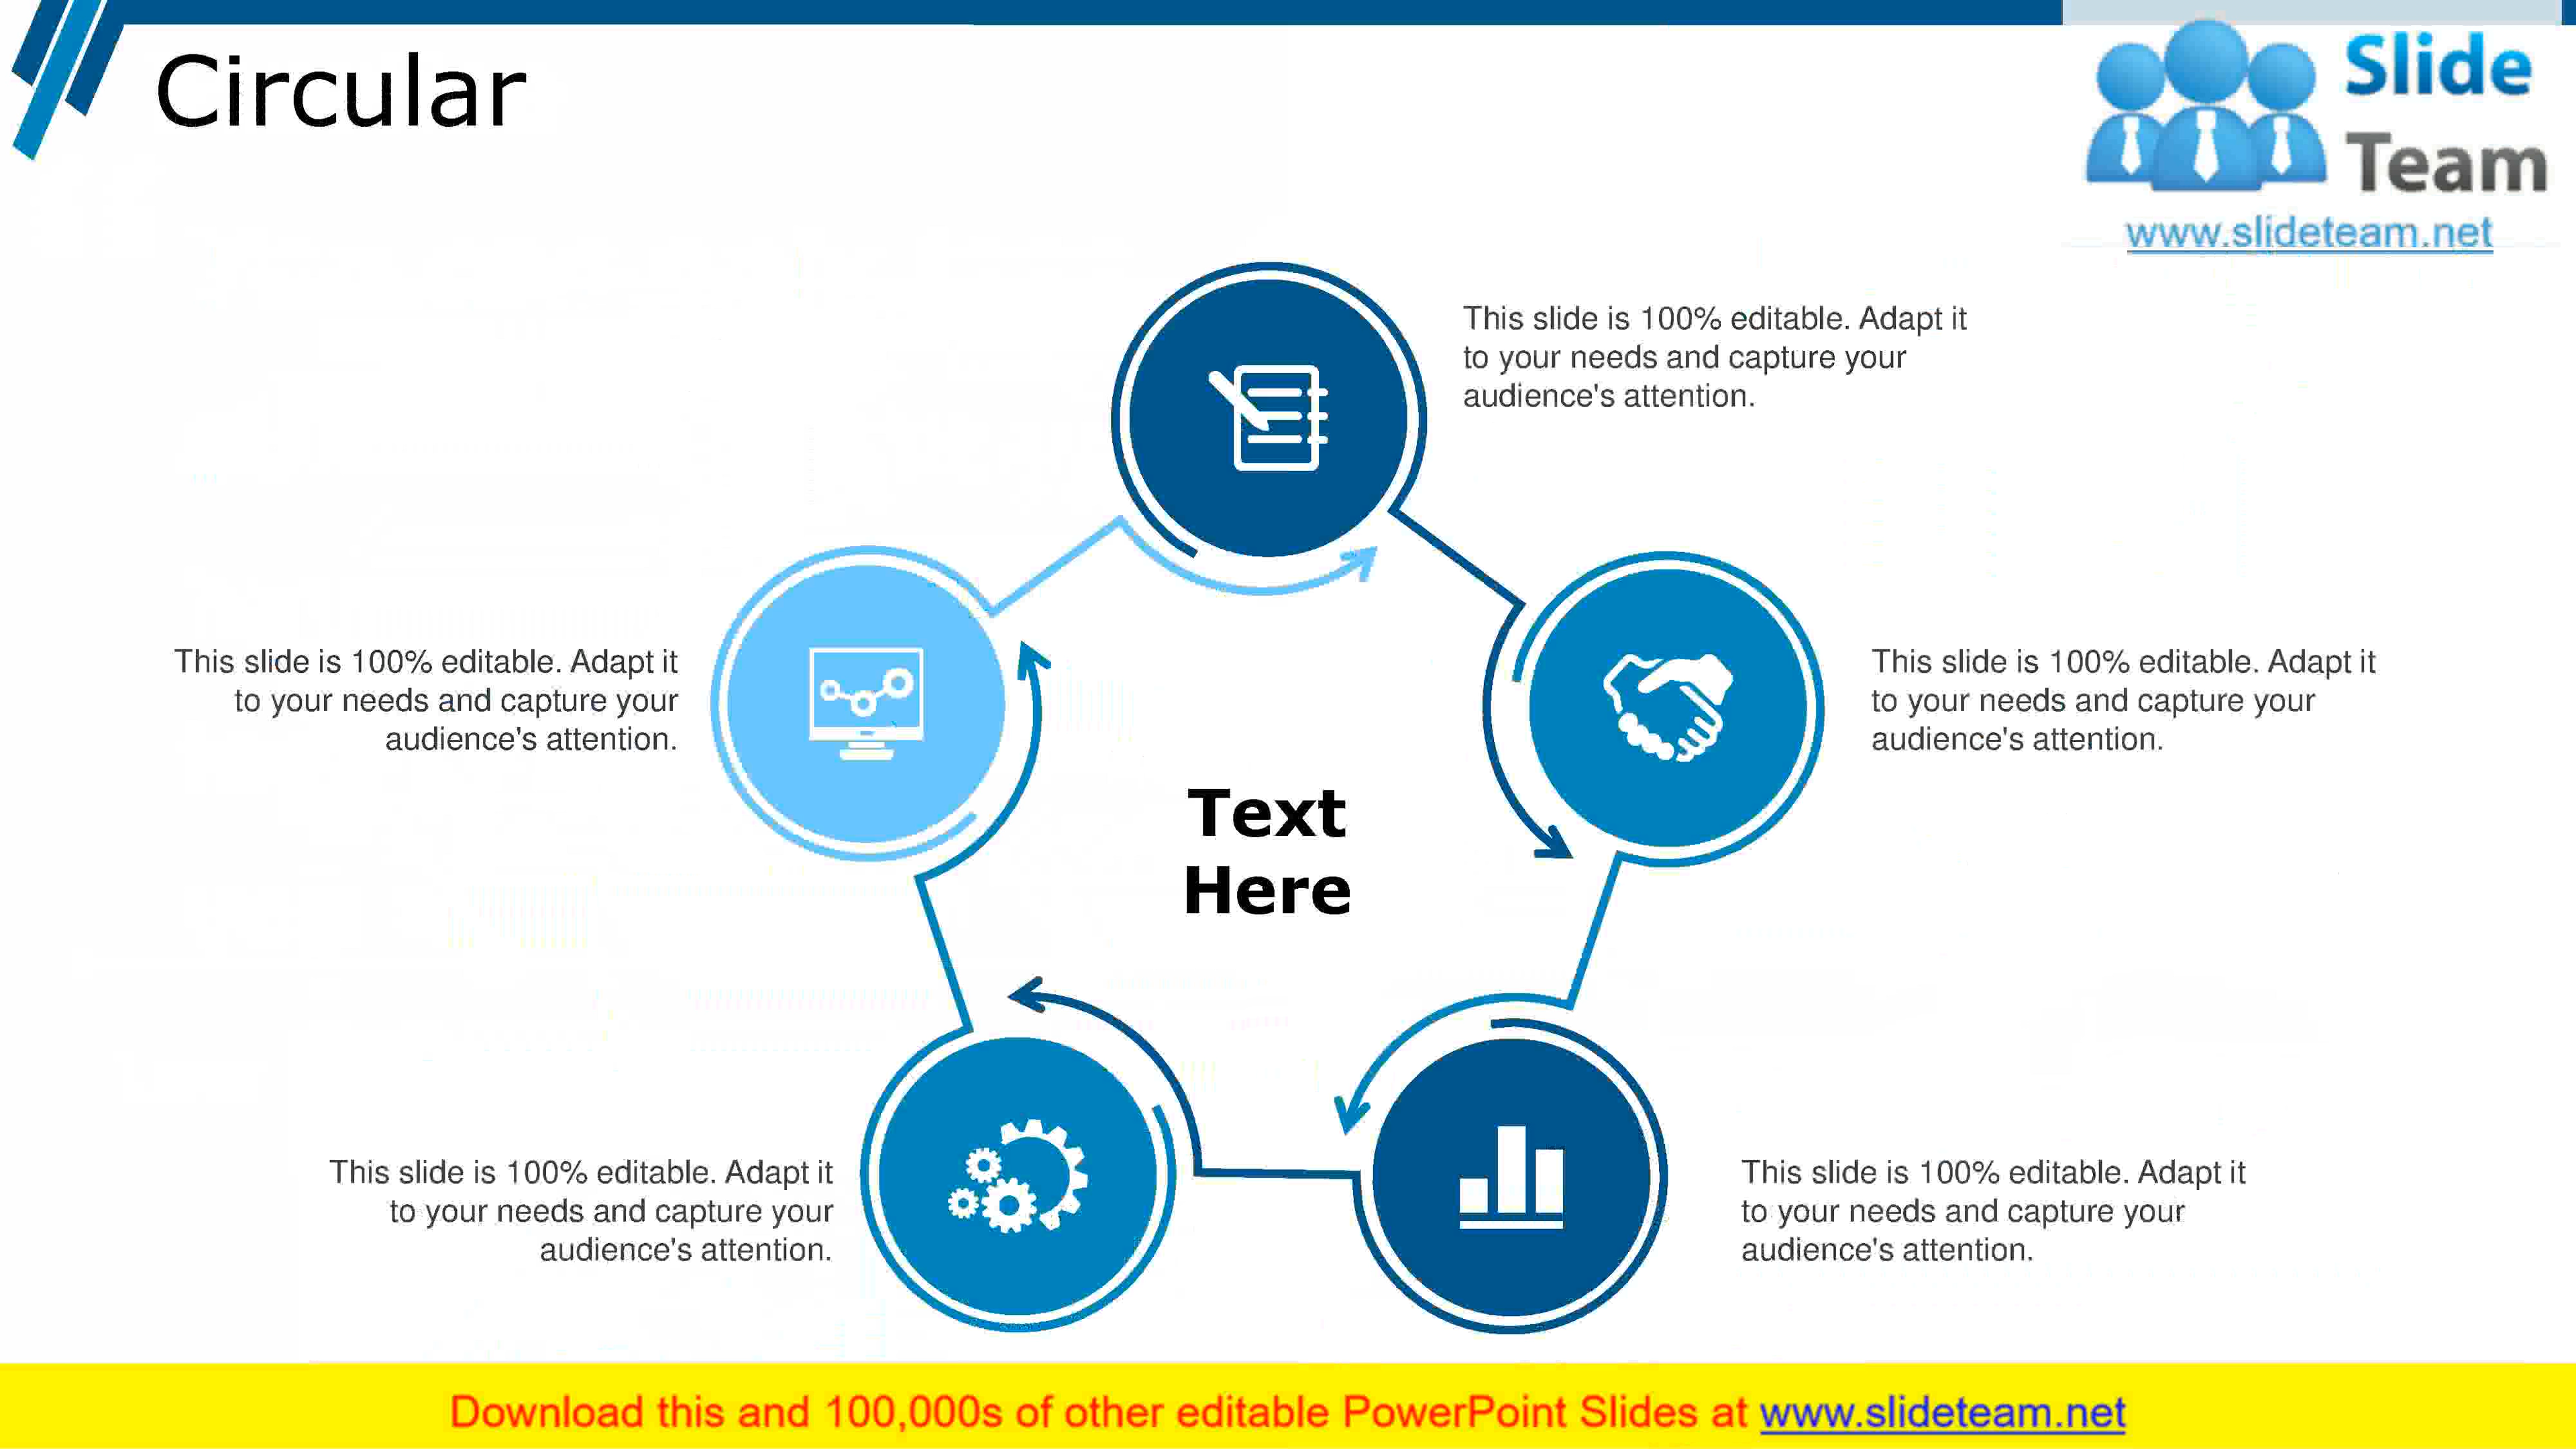 Circular
Slide
Team
www.slideteam.net
This slide is 100% editable. Adapt it
to your needs and capture your
audience's attention.
This slide is 100% editable. Adapt it
to your needs and capture your
audience's attention.
This slide is 100% editable. Adapt it
to your needs and capture your
audience's attention.
Text
Here
This slide is 100% editable. Adapt it
to your needs and capture your
audience's attention.
This slide is 100% editable. Adapt it
to your needs and capture your
audience's attention.
Download this and 100,000s of other editable PowerPoint Slides at www.slideteam.net